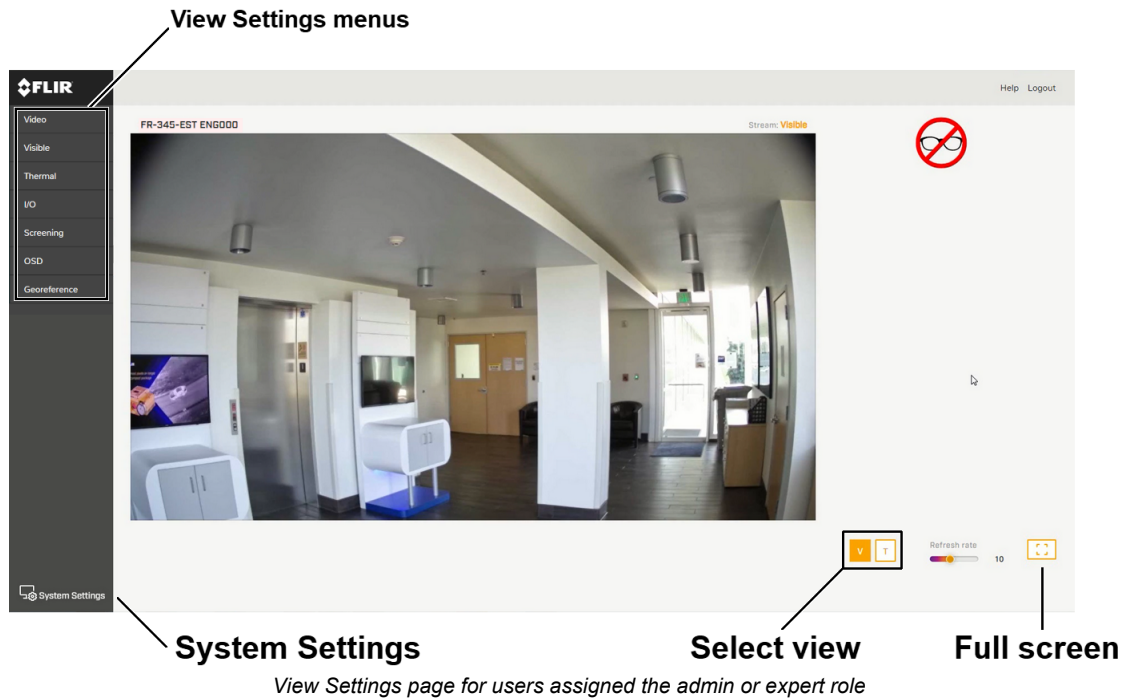 View Settings menus
FLIR
Help Logout
Video
FR-345-EST ENG000
Stream: Visible
Visible
Thermal
I/O
Screening
OSD
Georeference
V T
Refresh rate
10
System Settings
System Settings
Select view
Full screen
View Settings page for users assigned the admin or expert role